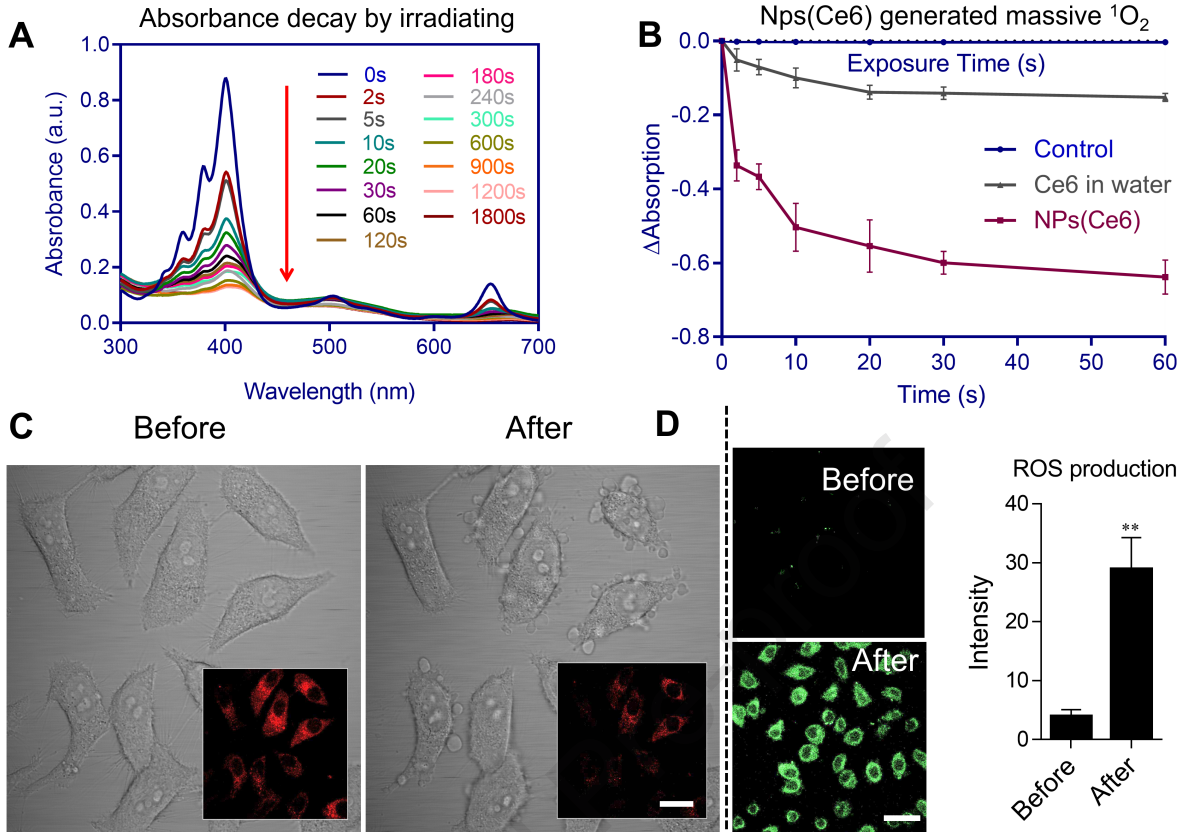 Absorbance decay by irradiating
Nps(Ce6) generated massive ¹O₂
A
B
1.0
0.8
0.6
0.4
0.2
0.0
Absrobance (a.u.)
0s
2s
5s
10s
20s
30s
60s
120s
180s
240s
300s
600s
900s
1200s
1800s
300
400
500
600
700
Wavelength (nm)
0.0
-0.2
-0.4
-0.6
-0.8
ΔAbsorption
Exposure Time (s)
Control
Ce6 in water
NPs(Ce6)
0
10
20
30
40
50
60
Time (s)
C
Before
After
D
Before
After
ROS production
40
30
20
10
0
Intensity
**
Before
After